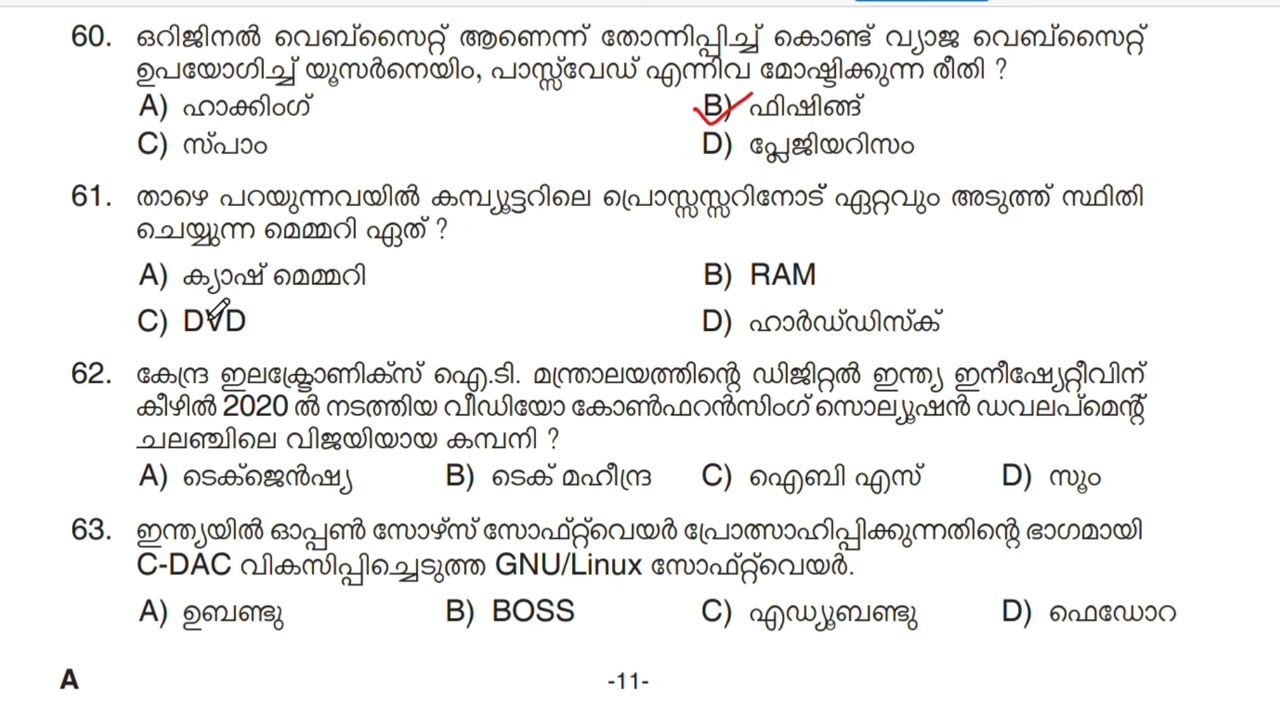 60. ഒറിജിനൽ വെബ്സൈറ്റ് ആണെന്ന് തോന്നിപ്പിച്ച് കൊണ്ട് വ്യാജ വെബ്സൈറ്റ്
ഉപയോഗിച്ച് യൂസർനെയിം, പാസ്സ്‌വേഡ് എന്നിവ മോഷ്ടിക്കുന്ന രീതി ?
A) ഹാക്കിംഗ് B) ഫിഷിങ്ങ്
C) സ്പാം D) പ്ലേജിയറിസം
61. താഴെ പറയുന്നവയിൽ കമ്പ്യൂട്ടറിലെ പ്രൊസ്സസ്സറിനോട് ഏറ്റവും അടുത്ത് സ്ഥിതി
ചെയ്യുന്ന മെമ്മറി ഏത് ?
A) ക്യാഷ് മെമ്മറി B) RAM
C) DVD D) ഹാർഡ്ഡിസ്ക്
62. കേന്ദ്ര ഇലക്ട്രോണിക്സ് ഐ.ടി. മന്ത്രാലയത്തിന്റെ ഡിജിറ്റൽ ഇന്ത്യ ഇനീഷ്യേറ്റീവിന്
കീഴിൽ 2020 ൽ നടത്തിയ വീഡിയോ കോൺഫറൻസിംഗ് സൊല്യൂഷൻ ഡവലപ്മെന്റ്
ചലഞ്ചിലെ വിജയിയായ കമ്പനി ?
A) ടെക്ജെൻഷ്യ B) ടെക് മഹീന്ദ്ര C) ഐബി എസ് D) സൂം
63. ഇന്ത്യയിൽ ഓപ്പൺ സോഴ്സ് സോഫ്റ്റ്‌വെയർ പ്രോത്സാഹിപ്പിക്കുന്നതിന്റെ ഭാഗമായി
C-DAC വികസിപ്പിച്ചെടുത്ത GNU/Linux സോഫ്റ്റ്‌വെയർ.
A) ഉബണ്ടു B) BOSS C) എഡ്യൂബണ്ടു D) ഫെഡോറ
A -11-